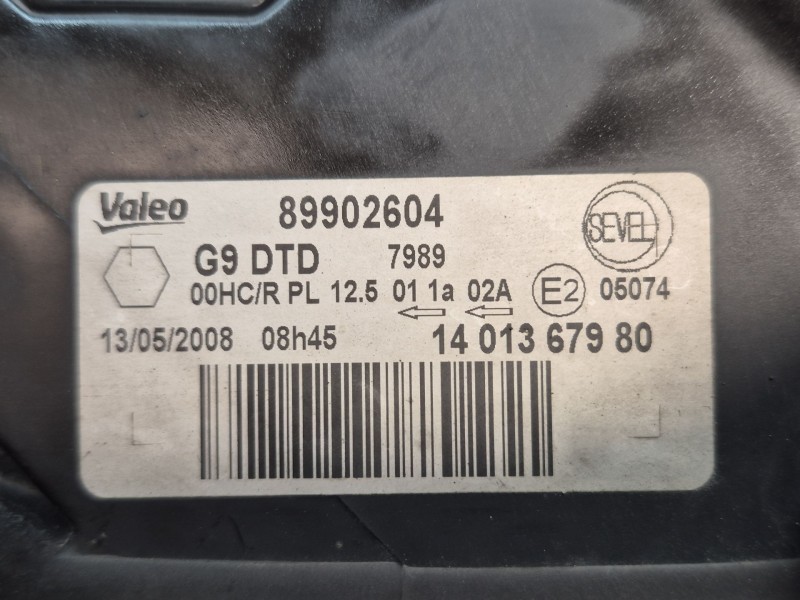 Valeo 89902604
SEVEL
G9 DTD 7989
00HC/R PL 12.5 01 1a 02A E2 05074
13/05/2008 08h45 14 013 679 80